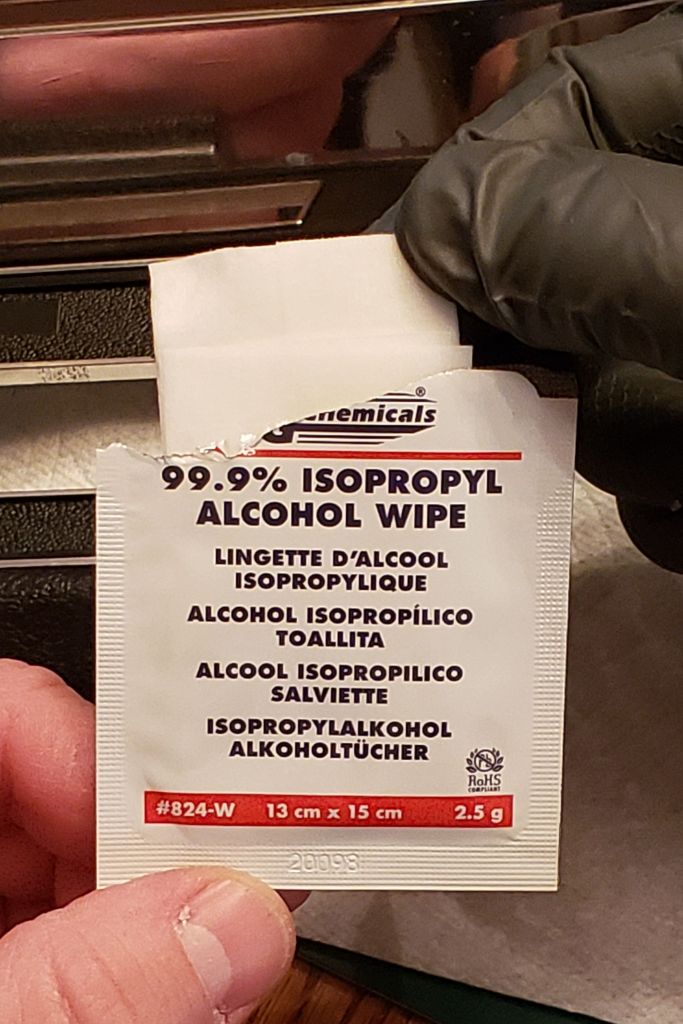 Chemicals®
99.9% ISOPROPYL
ALCOHOL WIPE
LINGETTE D'ALCOOL
ISOPROPYLIQUE
ALCOHOL ISOPROPÍLICO
TOALLITA
ALCOOL ISOPROPILICO
SALVIETTE
ISOPROPYLALKOHOL
ALKOHOLTÜCHER
RoHS
COMPLIANT
#824-W 13 cm x 15 cm 2.5 g
20098